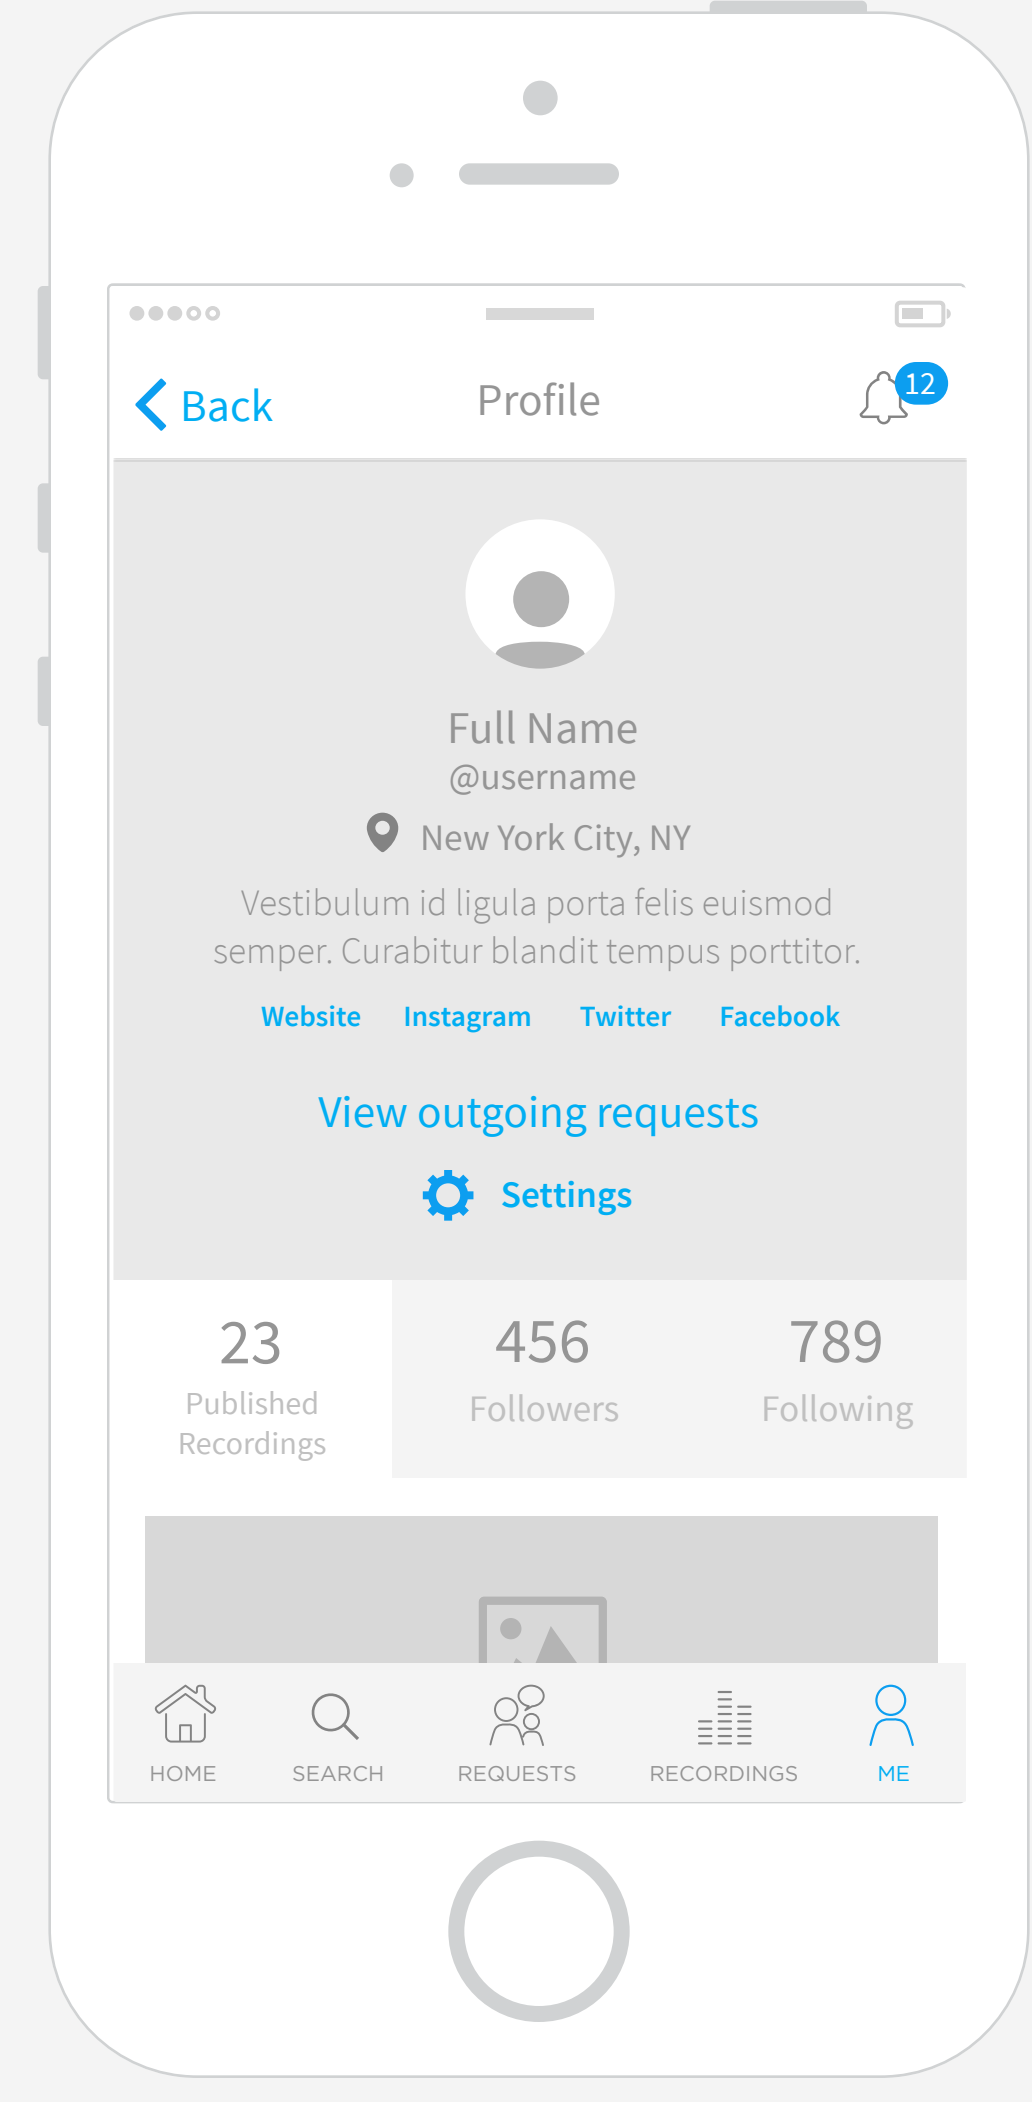 Back
Profile
12
Full Name
@username
New York City, NY
Vestibulum id ligula porta felis euismod
semper. Curabitur blandit tempus porttitor.
Website Instagram Twitter Facebook
View outgoing requests
Settings
23
Published
Recordings
456
Followers
789
Following
HOME SEARCH REQUESTS RECORDINGS ME